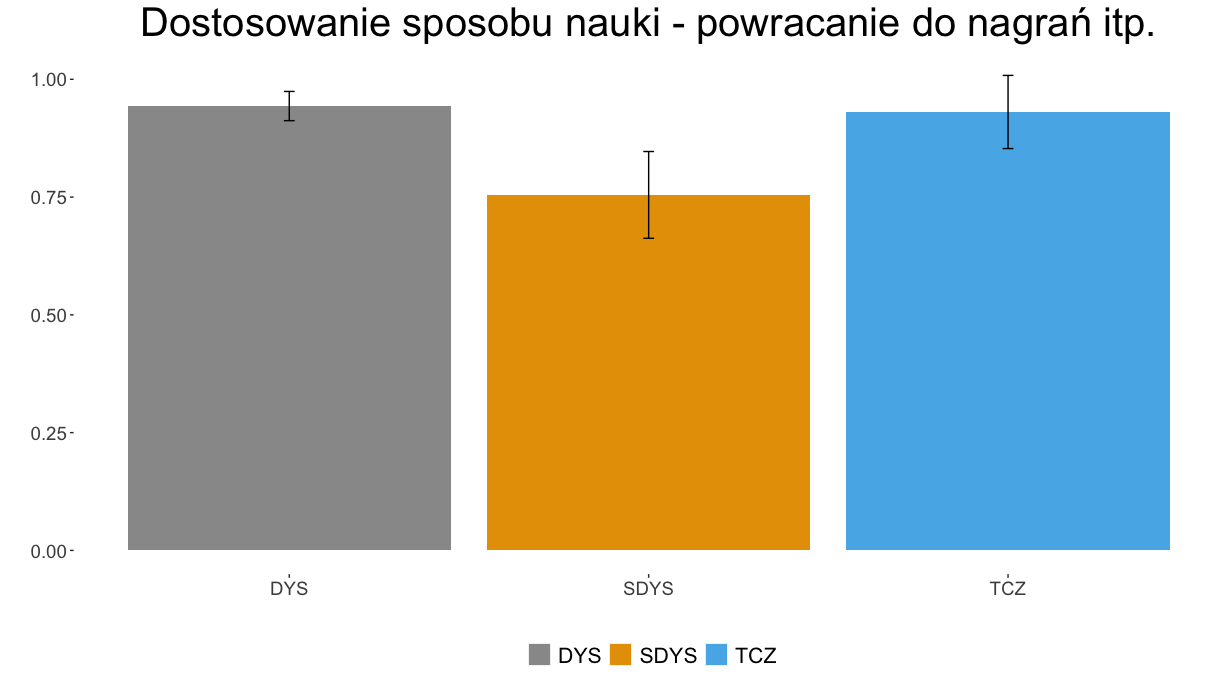 Dostosowanie sposobu nauki - powracanie do nagrań itp.
1.00
0.75
0.50
0.25
0.00
DYS SDYS TCZ
DYS SDYS TCZ